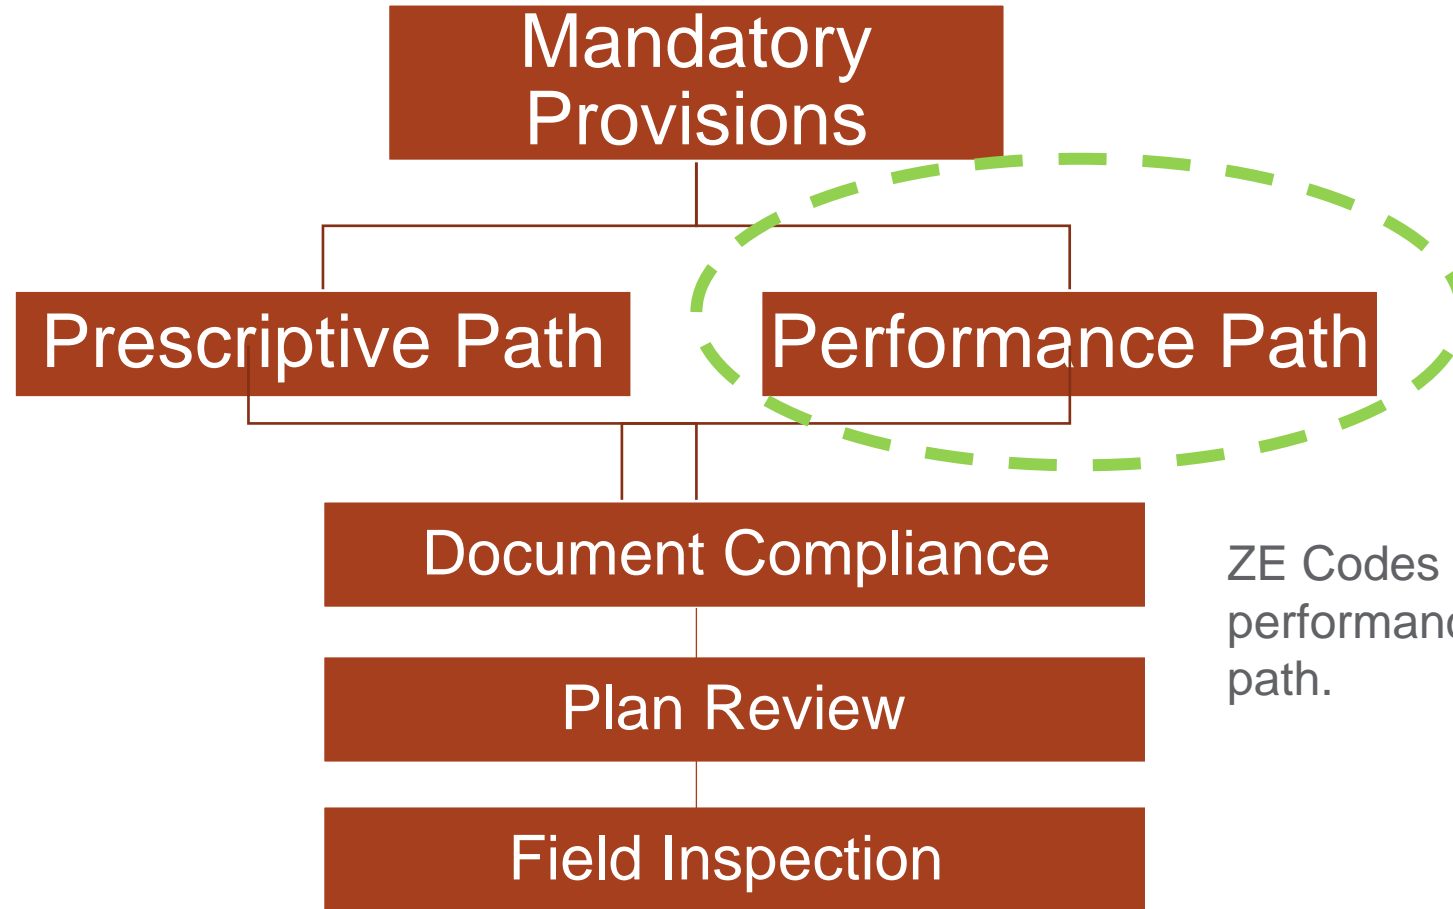 Mandatory
Provisions
Prescriptive Path
Performance Path
Document Compliance
ZE Codes
path.
Plan Review
Field Inspection